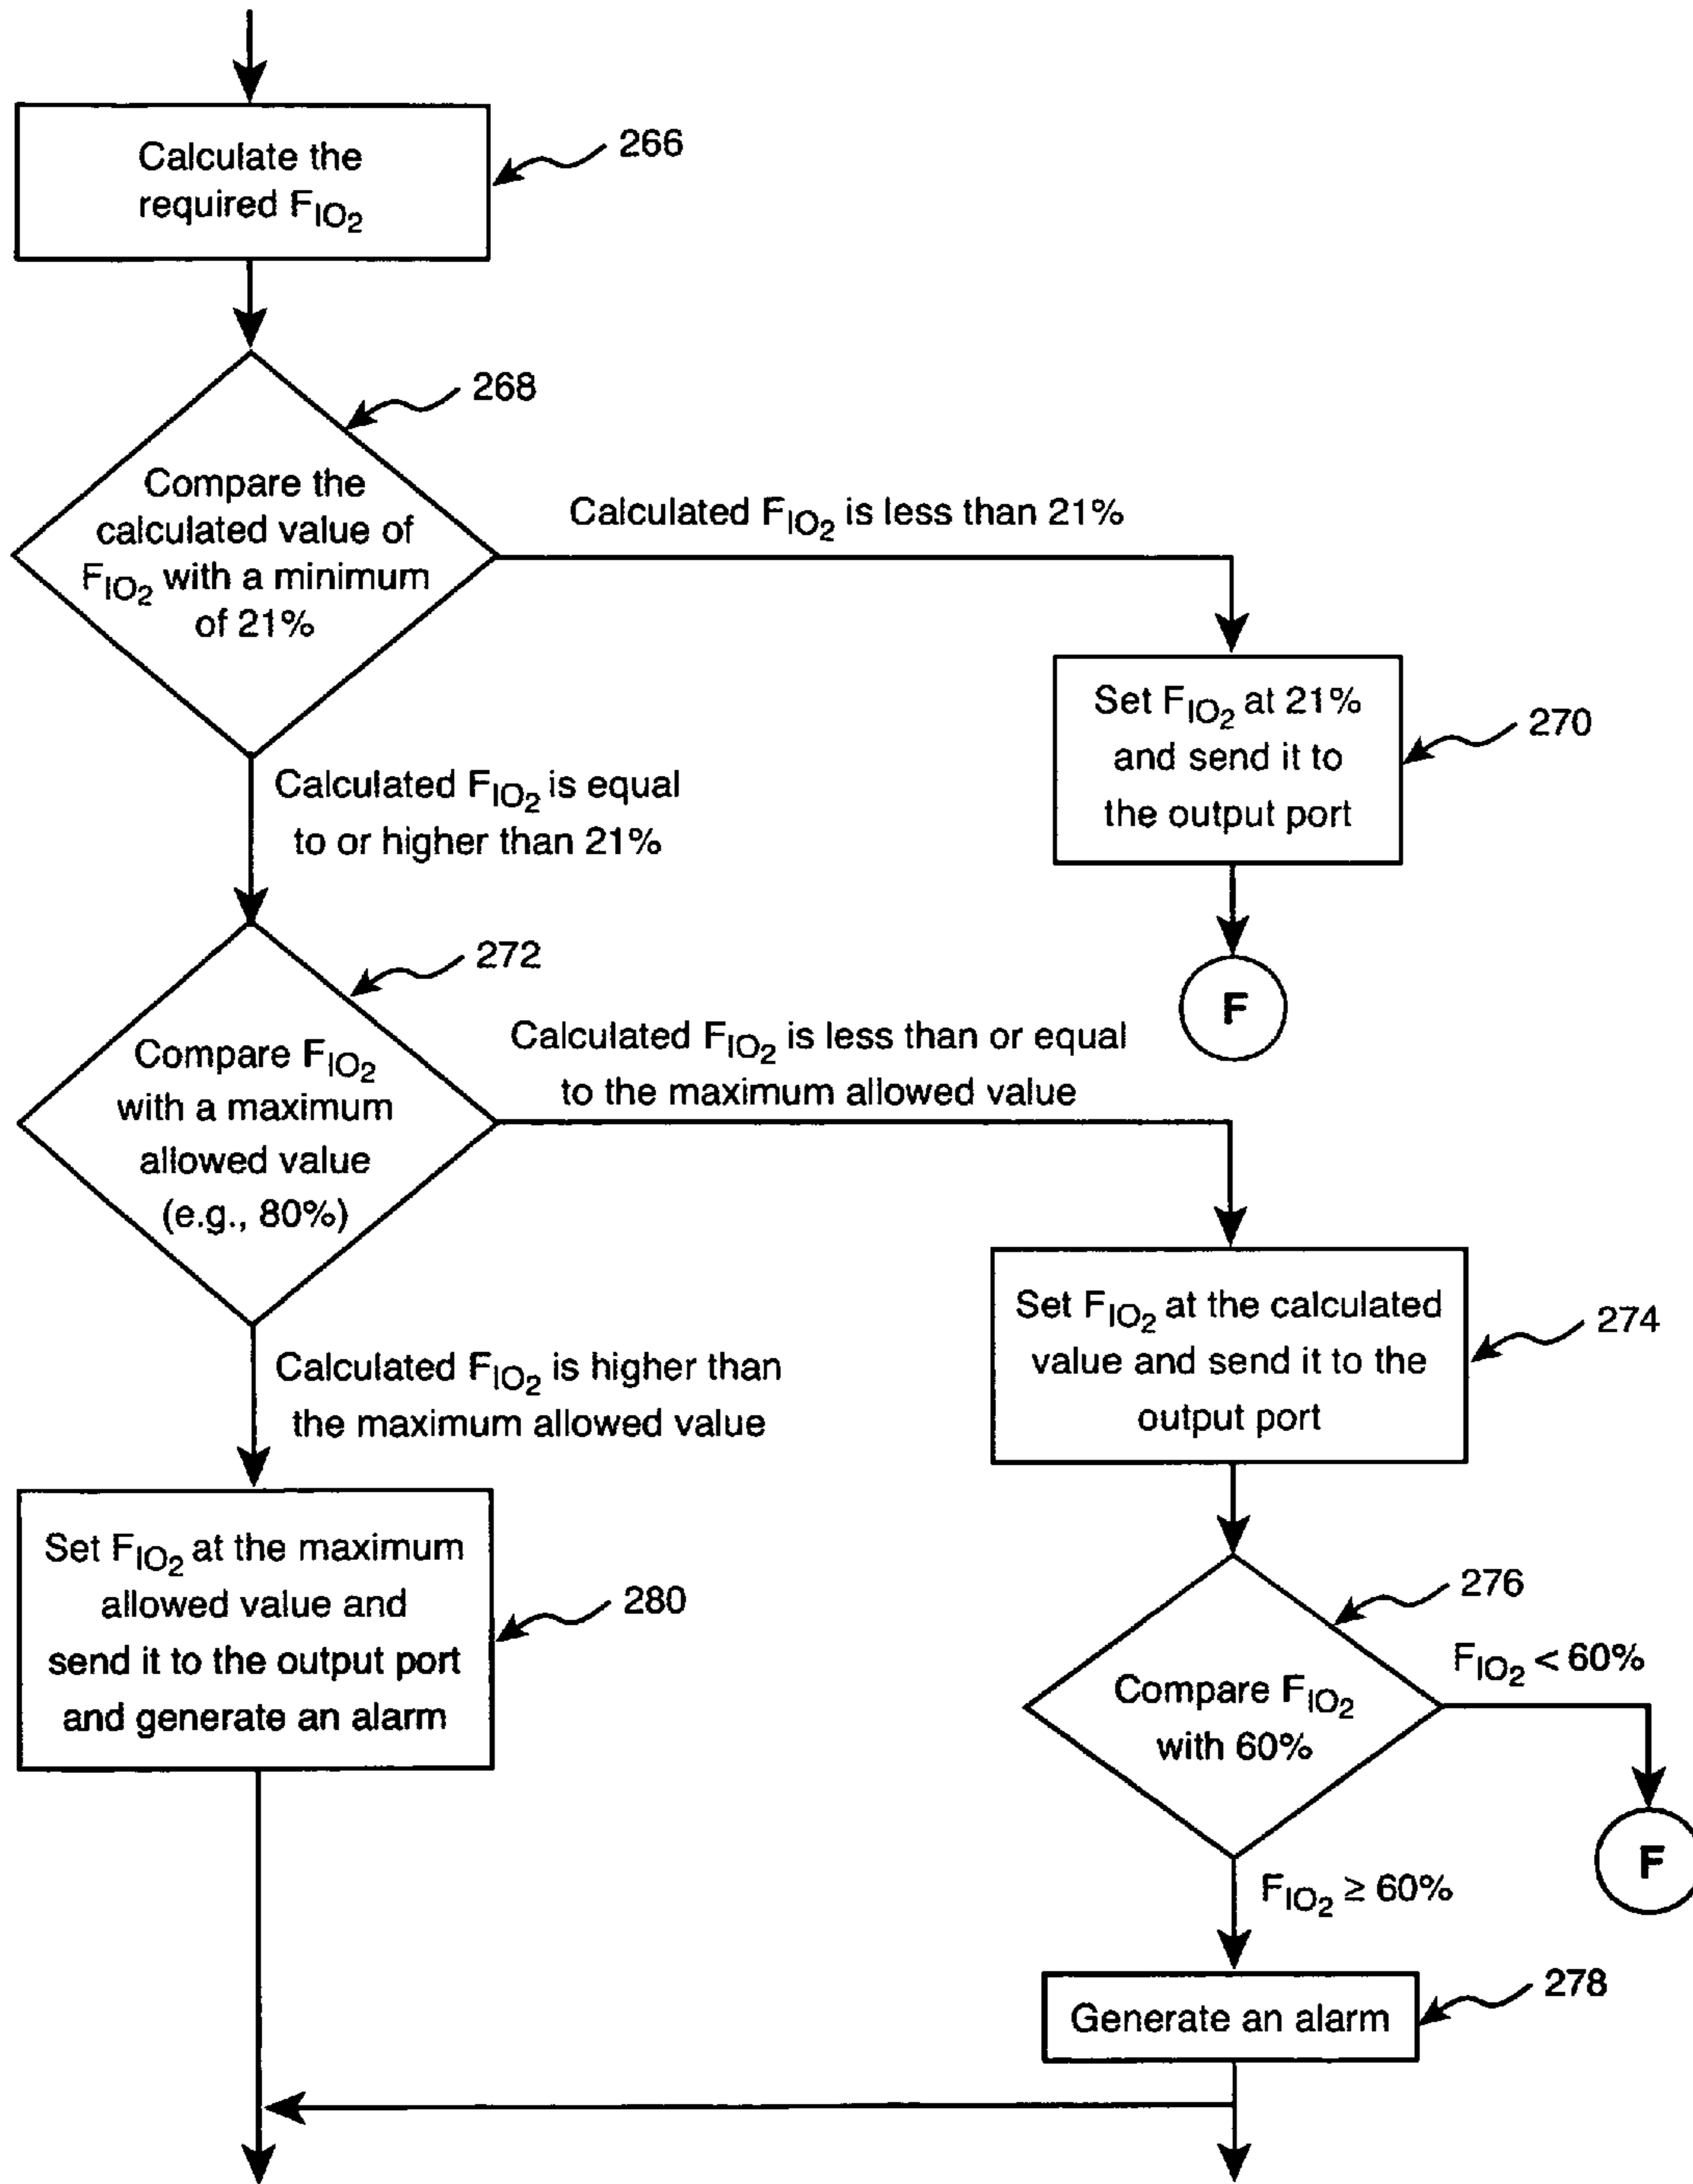 Calculate the
required FIO2
266
268
Compare the
calculated value of
FIO2 with a minimum
of 21%
Calculated FIO2 is less than 21%
Set FIO2 at 21%
and send it to
the output port
270
Calculated FIO2 is equal
to or higher than 21%
F
272
Compare FIO2
with a maximum
allowed value
(e.g., 80%)
Calculated FIO2 is less than or equal
to the maximum allowed value
Set FIO2 at the calculated
value and send it to the
output port
274
Calculated FIO2 is higher than
the maximum allowed value
Set FIO2 at the maximum
allowed value and
send it to the output port
and generate an alarm
280
276
Compare FIO2
with 60%
FIO2 < 60%
F
FIO2 ≥ 60%
Generate an alarm
278